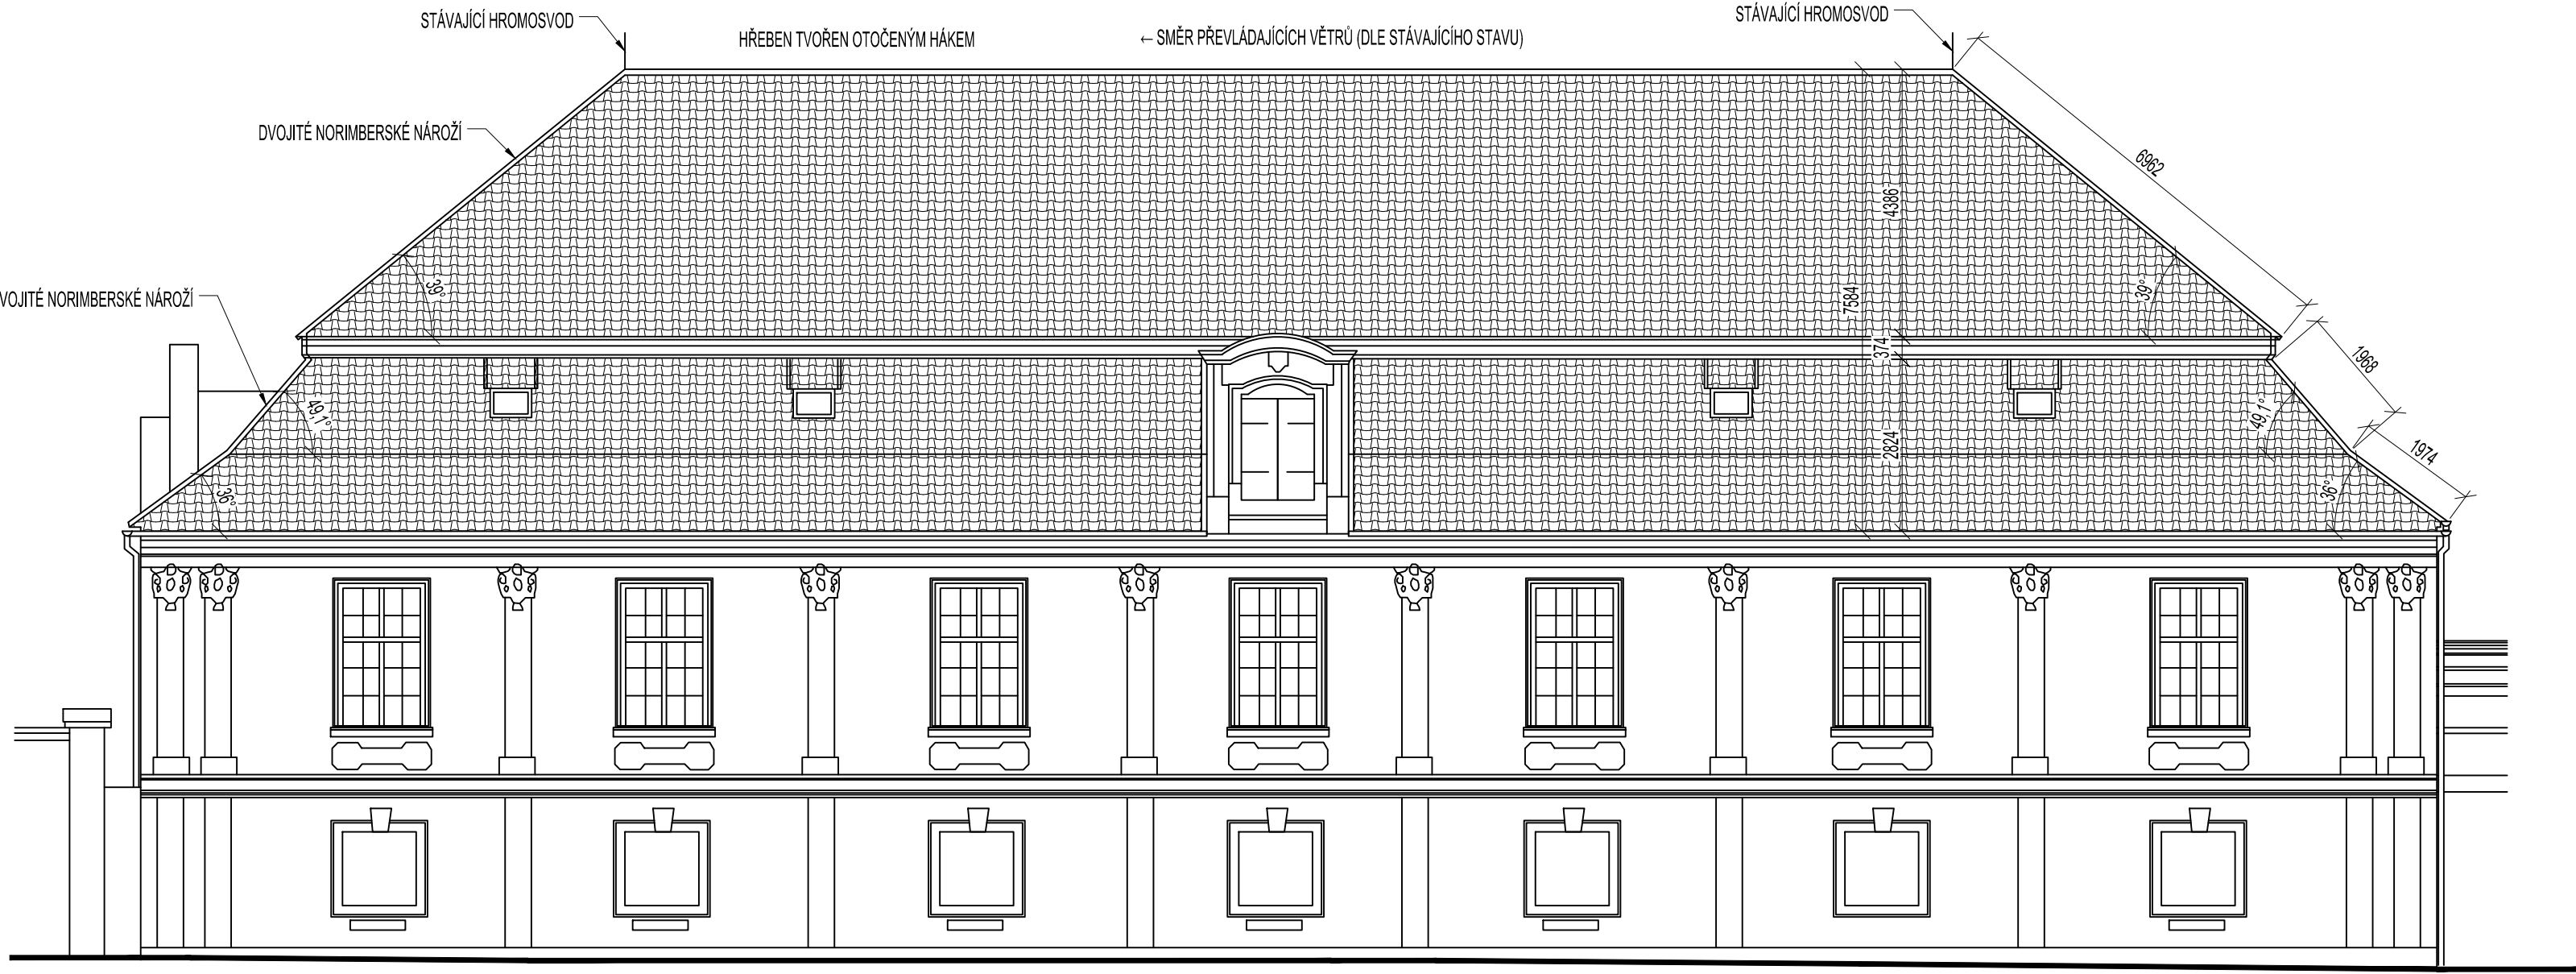 STÁVAJÍCÍ HROMOSVOD
HŘEBEN TVOŘEN OTOČENÝM HÁKEM
← SMĚR PŘEVLÁDAJÍCÍCH VĚTRŮ (DLE STÁVAJÍCÍHO STAVU)
STÁVAJÍCÍ HROMOSVOD
DVOJITÉ NORIMBERSKÉ NÁROŽÍ
6962
4386
39°
39°
VOJITÉ NORIMBERSKÉ NÁROŽÍ
7584
374
1968
49,1°
49,1°
2824
1974
36°
36°